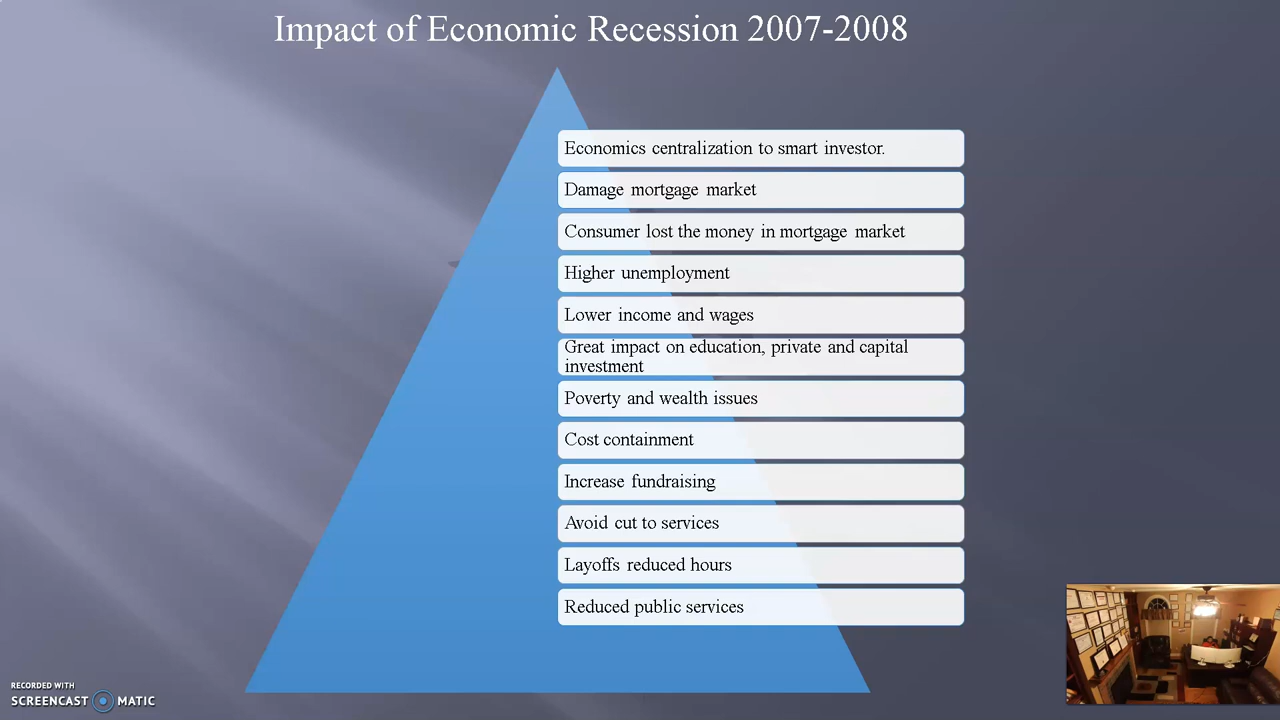 Impact of Economic Recession 2007-2008
Economics centralization to smart investor.
Damage mortgage market
Consumer lost the money in mortgage market
Higher unemployment
Lower income and wages
Great impact on education, private and capital
investment
Poverty and wealth issues
Cost containment
Increase fundraising
Avoid cut to services
Layoffs reduced hours
Reduced public services
RECORDED WITH
SCREENCAST MATIC